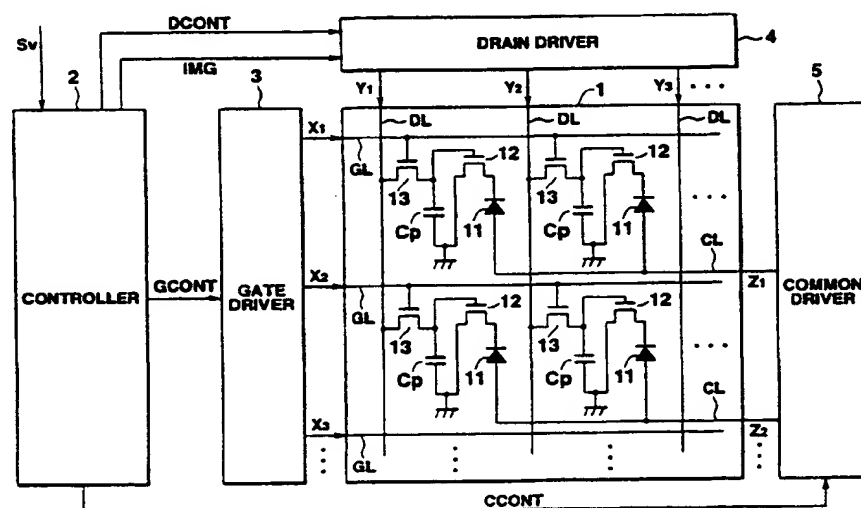 DCONT
Sv
IMG
DRAIN DRIVER
4
2
3
Y1
Y2
Y3
1
5
X1
DL
DL
DL
GL
13
12
13
12
Cp
11
Cp
11
CL
CONTROLLER
GCONT
GATE DRIVER
X2
Z1
COMMON DRIVER
GL
13
12
13
12
Cp
11
Cp
11
CL
X3
Z2
GL
CCONT